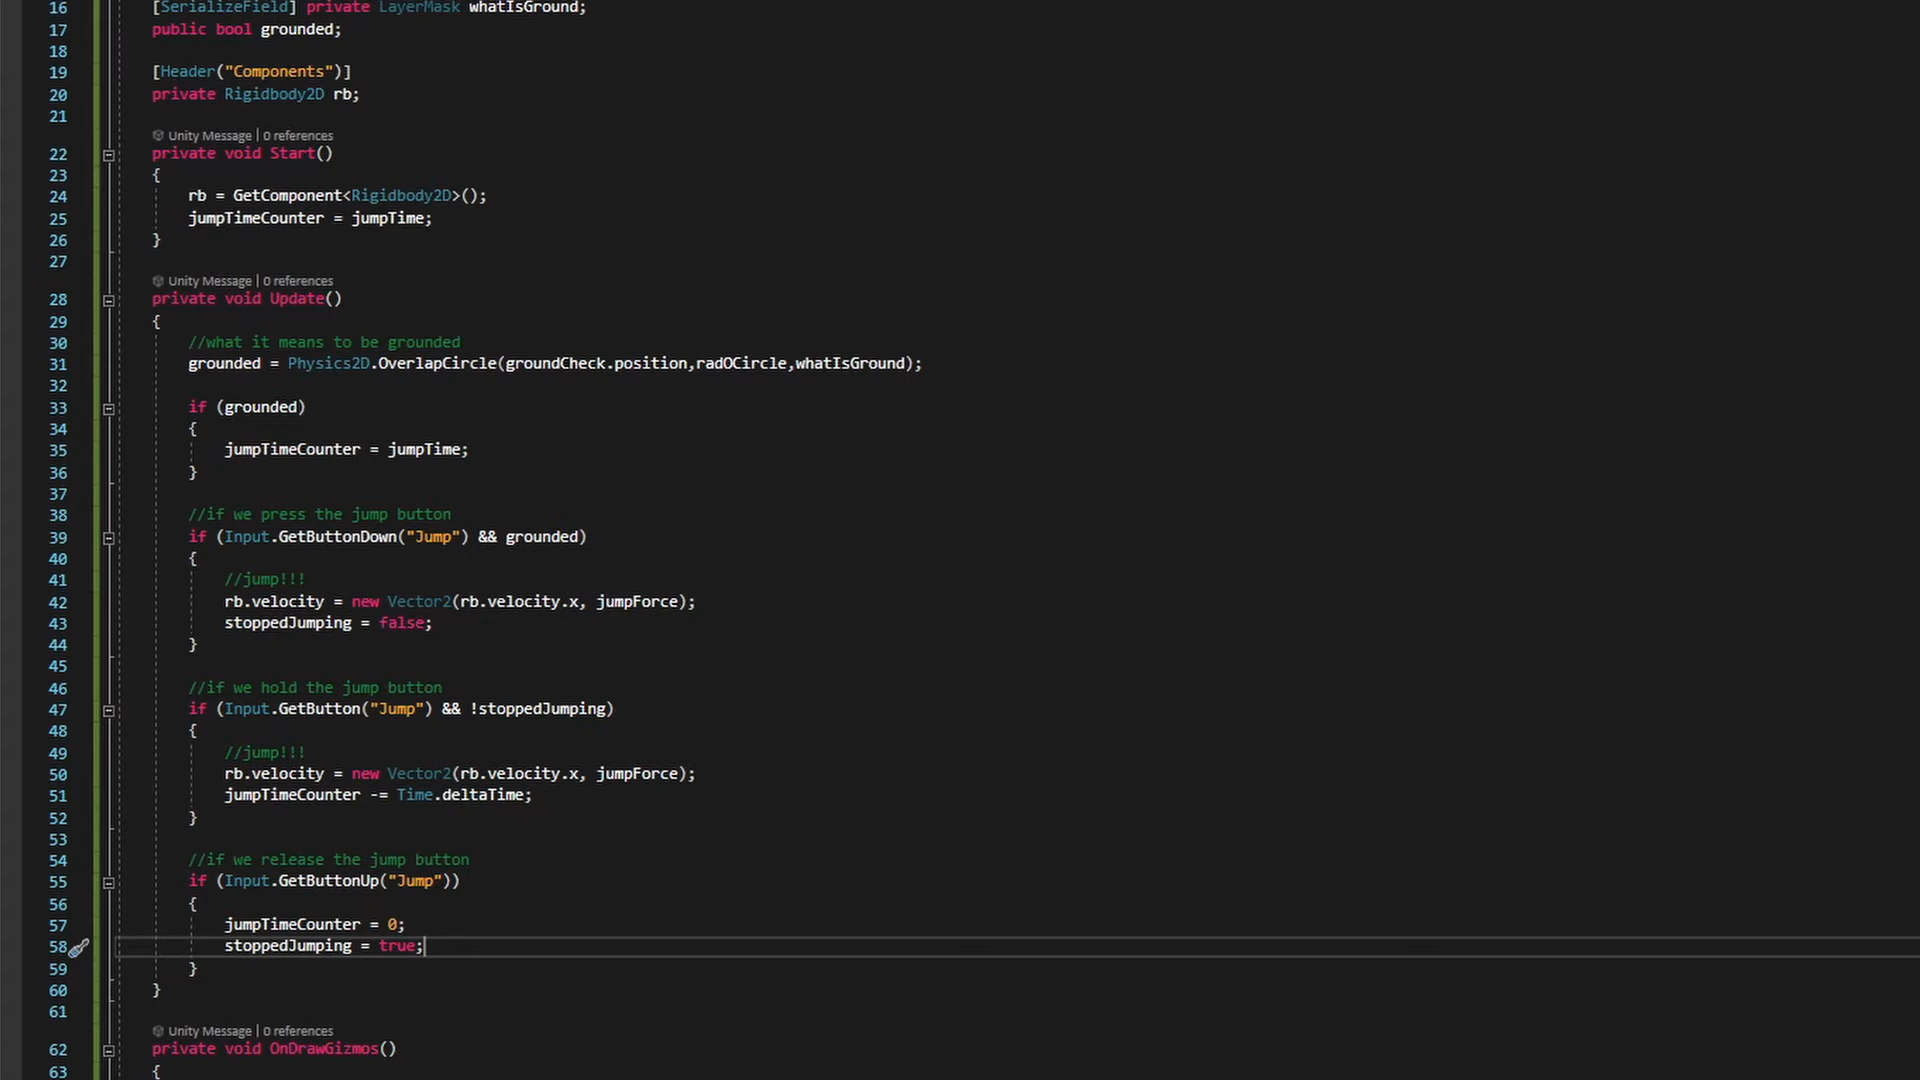 16 [SerializeField] private LayerMask whatIsGround;
17 public bool grounded;
18
19 [Header("Components")]
20 private Rigidbody2D rb;
21
Unity Message | 0 references
22 private void Start()
23 {
24 rb = GetComponent<Rigidbody2D>();
25 jumpTimeCounter = jumpTime;
26 }
27
Unity Message | 0 references
28 private void Update()
29 {
30 //what it means to be grounded
31 grounded = Physics2D.OverlapCircle(groundCheck.position,radOCircle,whatIsGround);
32
33 if (grounded)
34 {
35 jumpTimeCounter = jumpTime;
36 }
37
38 //if we press the jump button
39 if (Input.GetButtonDown("Jump") && grounded)
40 {
41 //jump!!!
42 rb.velocity = new Vector2(rb.velocity.x, jumpForce);
43 stoppedJumping = false;
44 }
45
46 //if we hold the jump button
47 if (Input.GetButton("Jump") && !stoppedJumping)
48 {
49 //jump!!!
50 rb.velocity = new Vector2(rb.velocity.x, jumpForce);
51 jumpTimeCounter -= Time.deltaTime;
52 }
53
54 //if we release the jump button
55 if (Input.GetButtonUp("Jump"))
56 {
57 jumpTimeCounter = 0;
58 stoppedJumping = true;
59 }
60 }
61
Unity Message | 0 references
62 private void OnDrawGizmos()
63 {